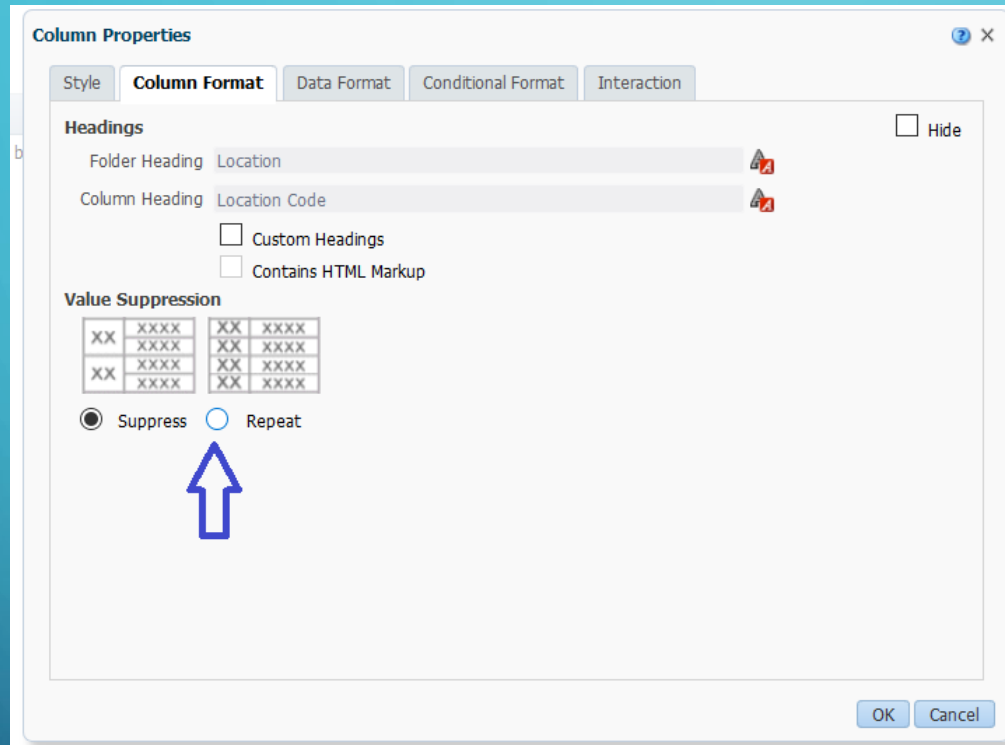 Column Properties
Style Column Format Data Format Conditional Format Interaction
Headings
Hide
Folder Heading Location
Column Heading Location Code
Custom Headings
Contains HTML Markup
Value Suppression
XX XXXX XX XXXX
XXXX XX XXXX
XX XXXX XX XXXX
XXXX XX XXXX
Suppress Repeat
OK Cancel